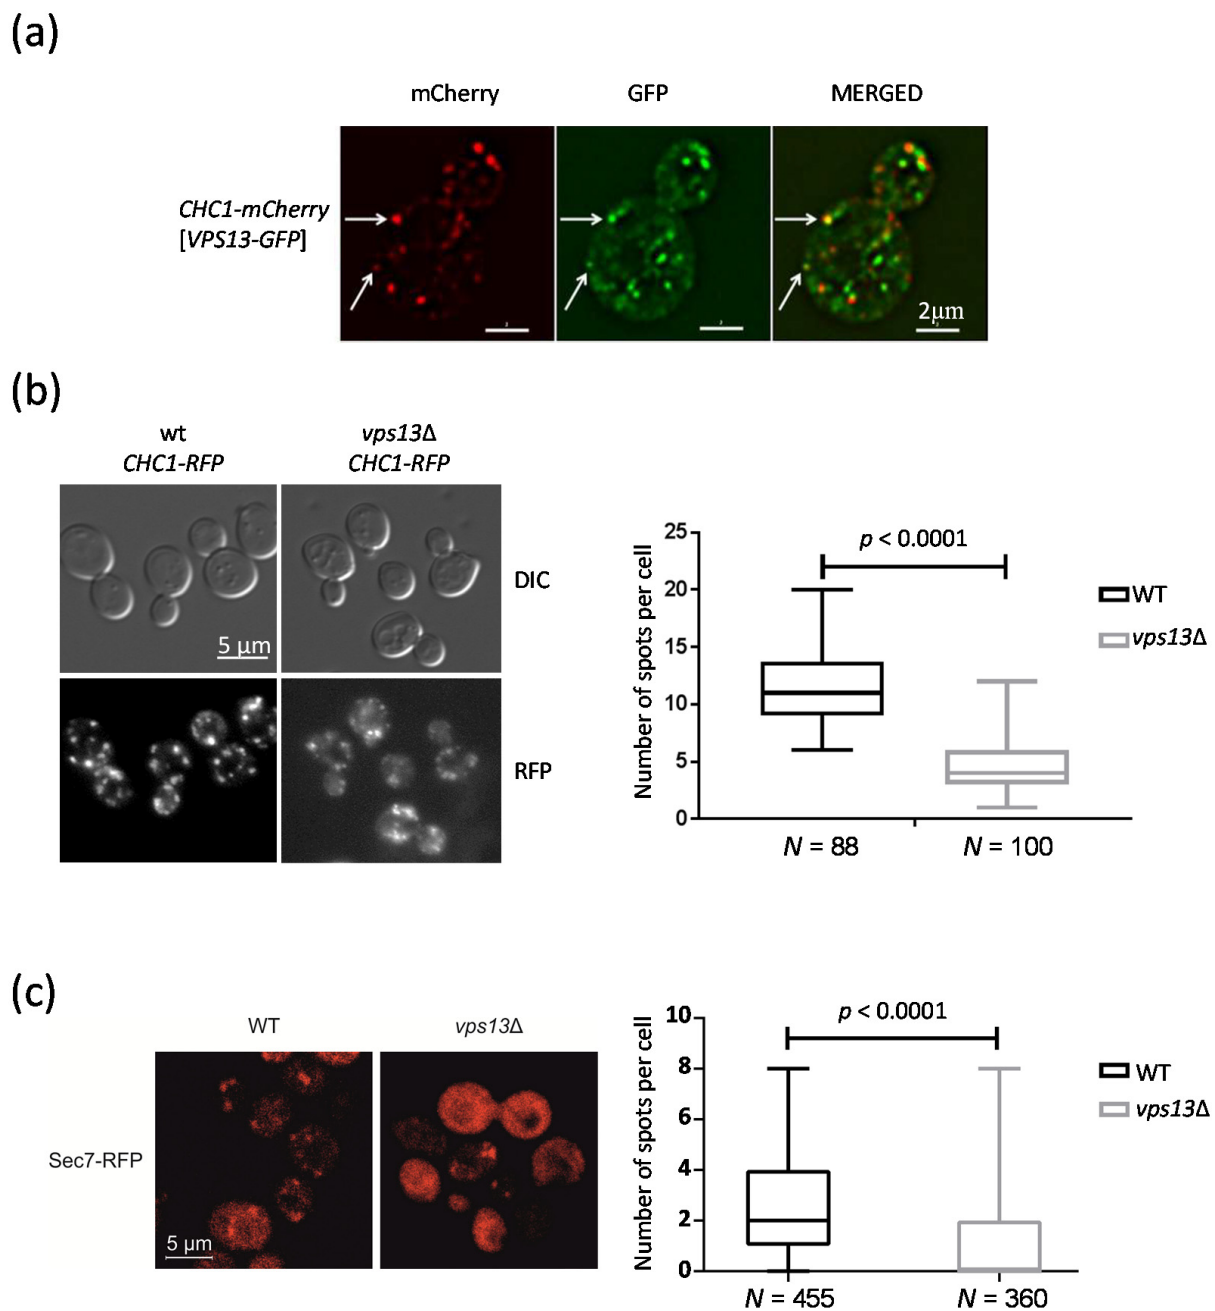 (a)
mCherry GFP MERGED
CHC1-mCherry
[VPS13-GFP]
2μm
(b)
wt vps13Δ
CHC1-RFP CHC1-RFP
DIC
5 μm
RFP
Number of spots per cell
25
20
15
10
5
0
p < 0.0001
WT
vps13Δ
N = 88 N = 100
(c)
WT vps13Δ
Sec7-RFP
5 μm
Number of spots per cell
10
8
6
4
2
0
p < 0.0001
WT
vps13Δ
N = 455 N = 360